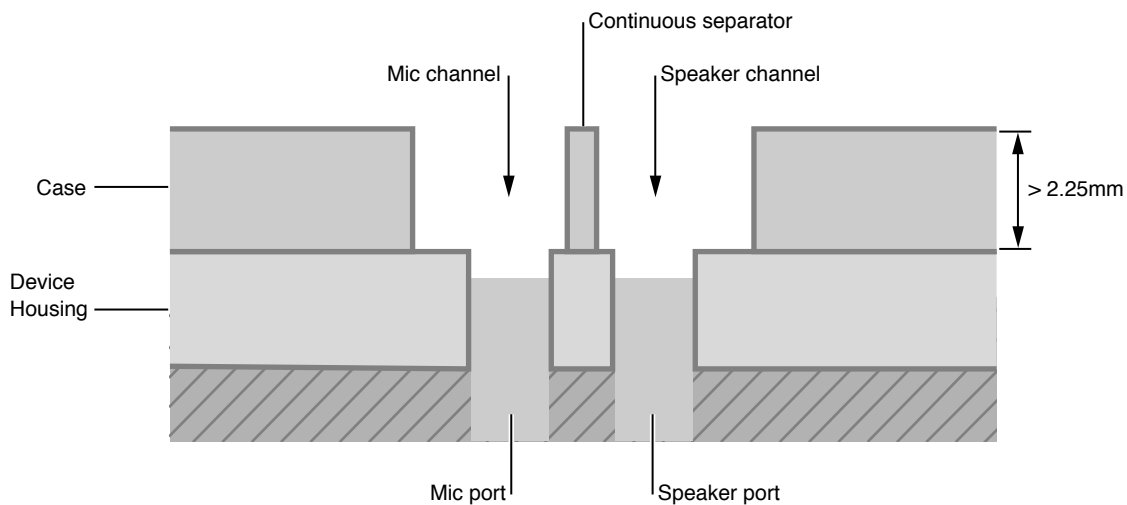 Continuous separator
Mic channel
Speaker channel
Case
> 2.25mm
Device
Housing
Mic port
Speaker port